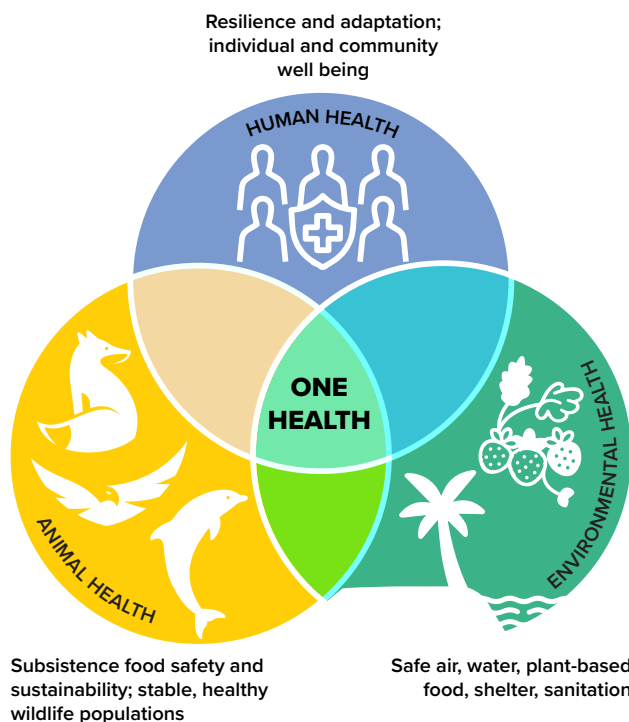 Resilience and adaptation;
individual and community
well being
HUMAN HEALTH
ONE
HEALTH
ANIMAL HEALTH
ENVIRONMENTAL HEALTH
Subsistence food safety and
sustainability; stable, healthy
wildlife populations
Safe air, water, plant-based
food, shelter, sanitation